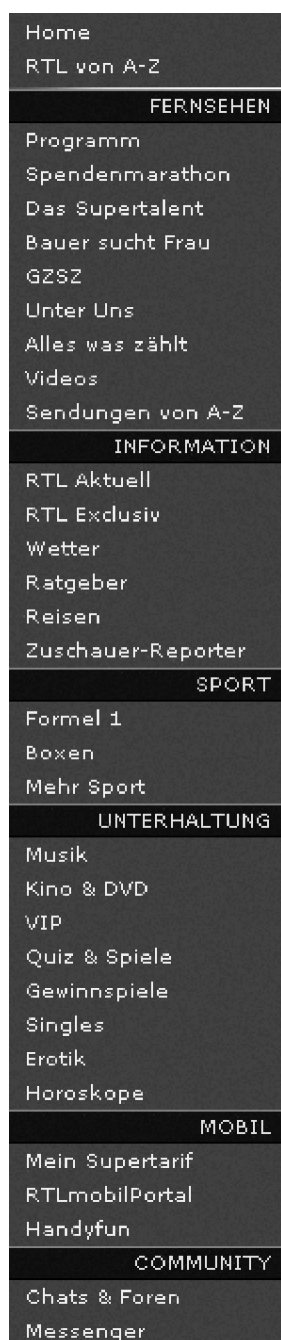 Home
RTL von A-Z
FERNSEHEN
Programm
Spendenmarathon
Das Supertalent
Bauer sucht Frau
GZSZ
Unter Uns
Alles was zählt
Videos
Sendungen von A-Z
INFORMATION
RTL Aktuell
RTL Exclusiv
Wetter
Ratgeber
Reisen
Zuschauer-Reporter
SPORT
Formel 1
Boxen
Mehr Sport
UNTERHALTUNG
Musik
Kino & DVD
VIP
Quiz & Spiele
Gewinnspiele
Singles
Erotik
Horoskope
MOBIL
Mein Supertarif
RTLmobilPortal
Handyfun
COMMUNITY
Chats & Foren
Messenger